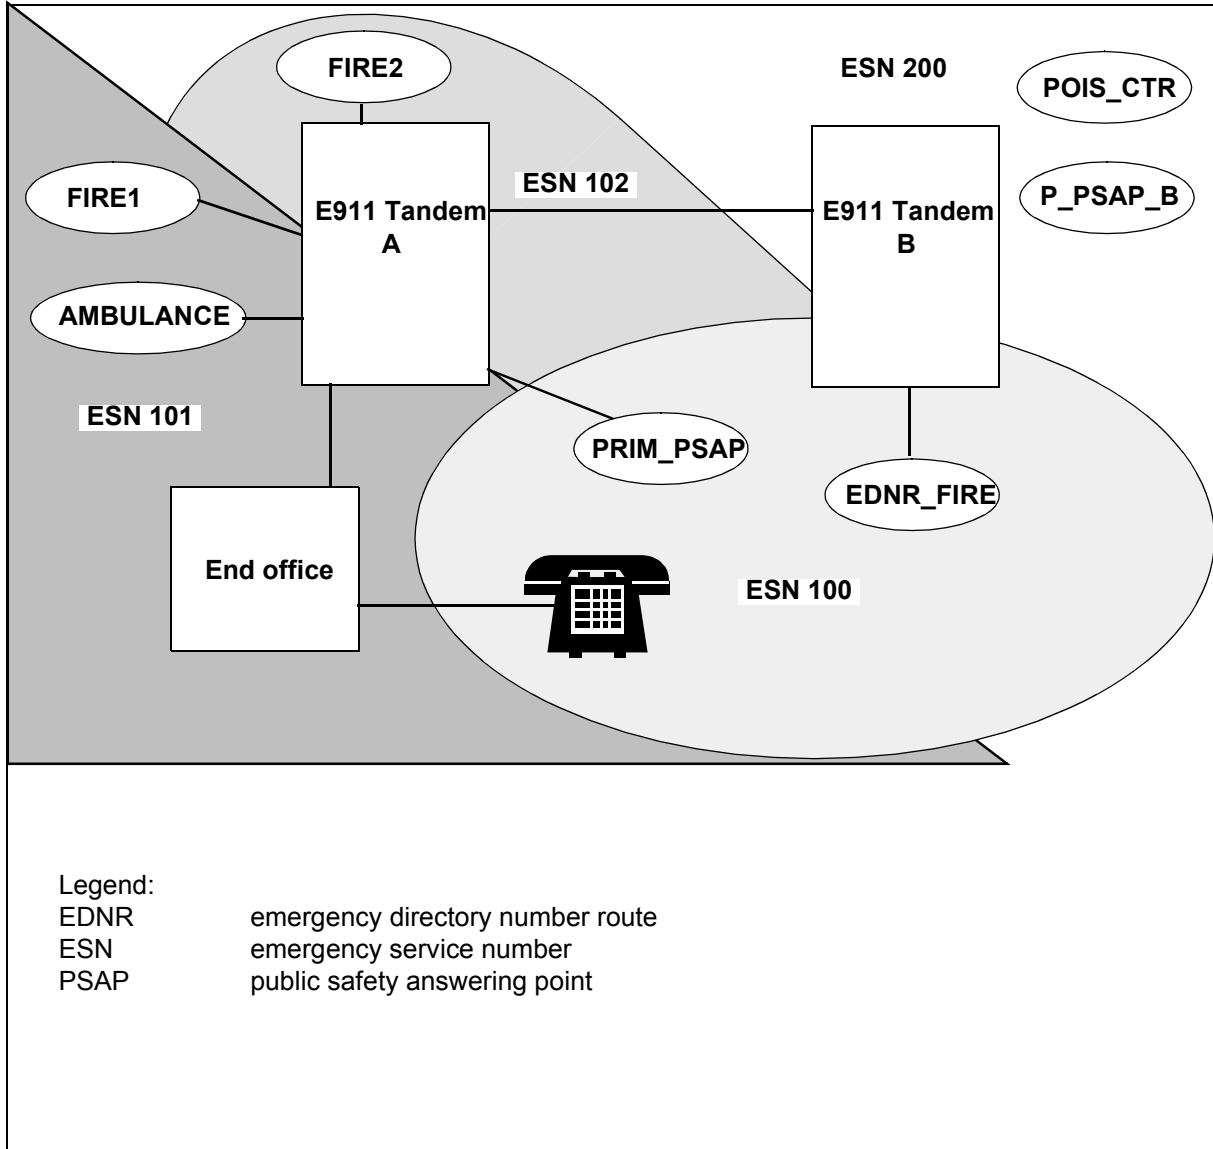 FIRE2
ESN 200
POIS_CTR
FIRE1
ESN 102
P_PSAP_B
E911 Tandem
A
E911 Tandem
B
AMBULANCE
ESN 101
PRIM_PSAP
EDNR_FIRE
End office
ESN 100
Legend:
EDNR emergency directory number route
ESN emergency service number
PSAP public safety answering point